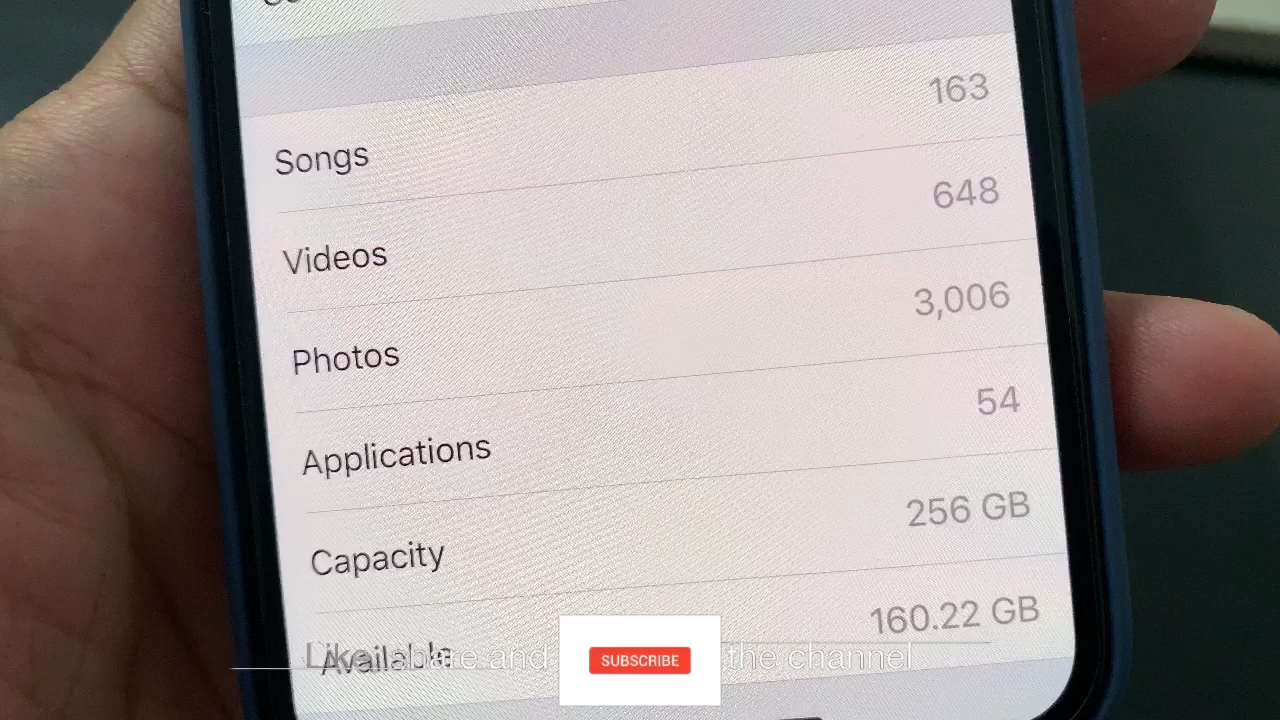 Songs 163
Videos 648
Photos 3,006
Applications 54
Capacity 256 GB
Available 160.22 GB
Like share and SUBSCRIBE the channel